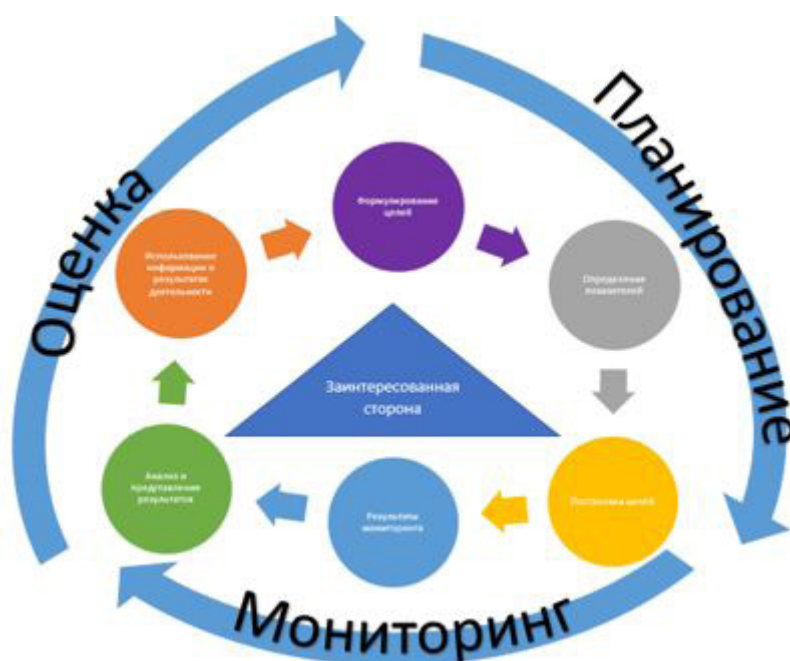 Оценка
Планирование
Мониторинг
Формулирование
целей
Определение
показателей
Постановка целей
Результаты
мониторинга
Анализ и
представление
результатов
Использование
информации о
результатах
деятельности
Заинтересованная
сторона